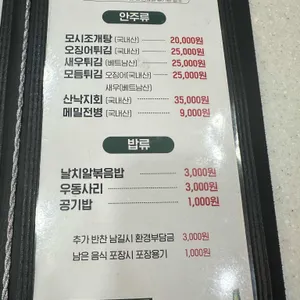 안주류
모시조개탕 (국내산) 20,000원
오징어튀김 (국내산) 25,000원
새우튀김 (베트남산) 25,000원
모듬튀김 오징어(국내산) 25,000원
새우(베트남산)
산낙지회 (국내산) 35,000원
메밀전병 (국내산) 9,000원
밥류
날치알볶음밥 3,000원
우동사리 3,000원
공기밥 1,000원
추가 반찬 남길시 환경부담금 3,000원
남은 음식 포장시 포장용기 1,000원